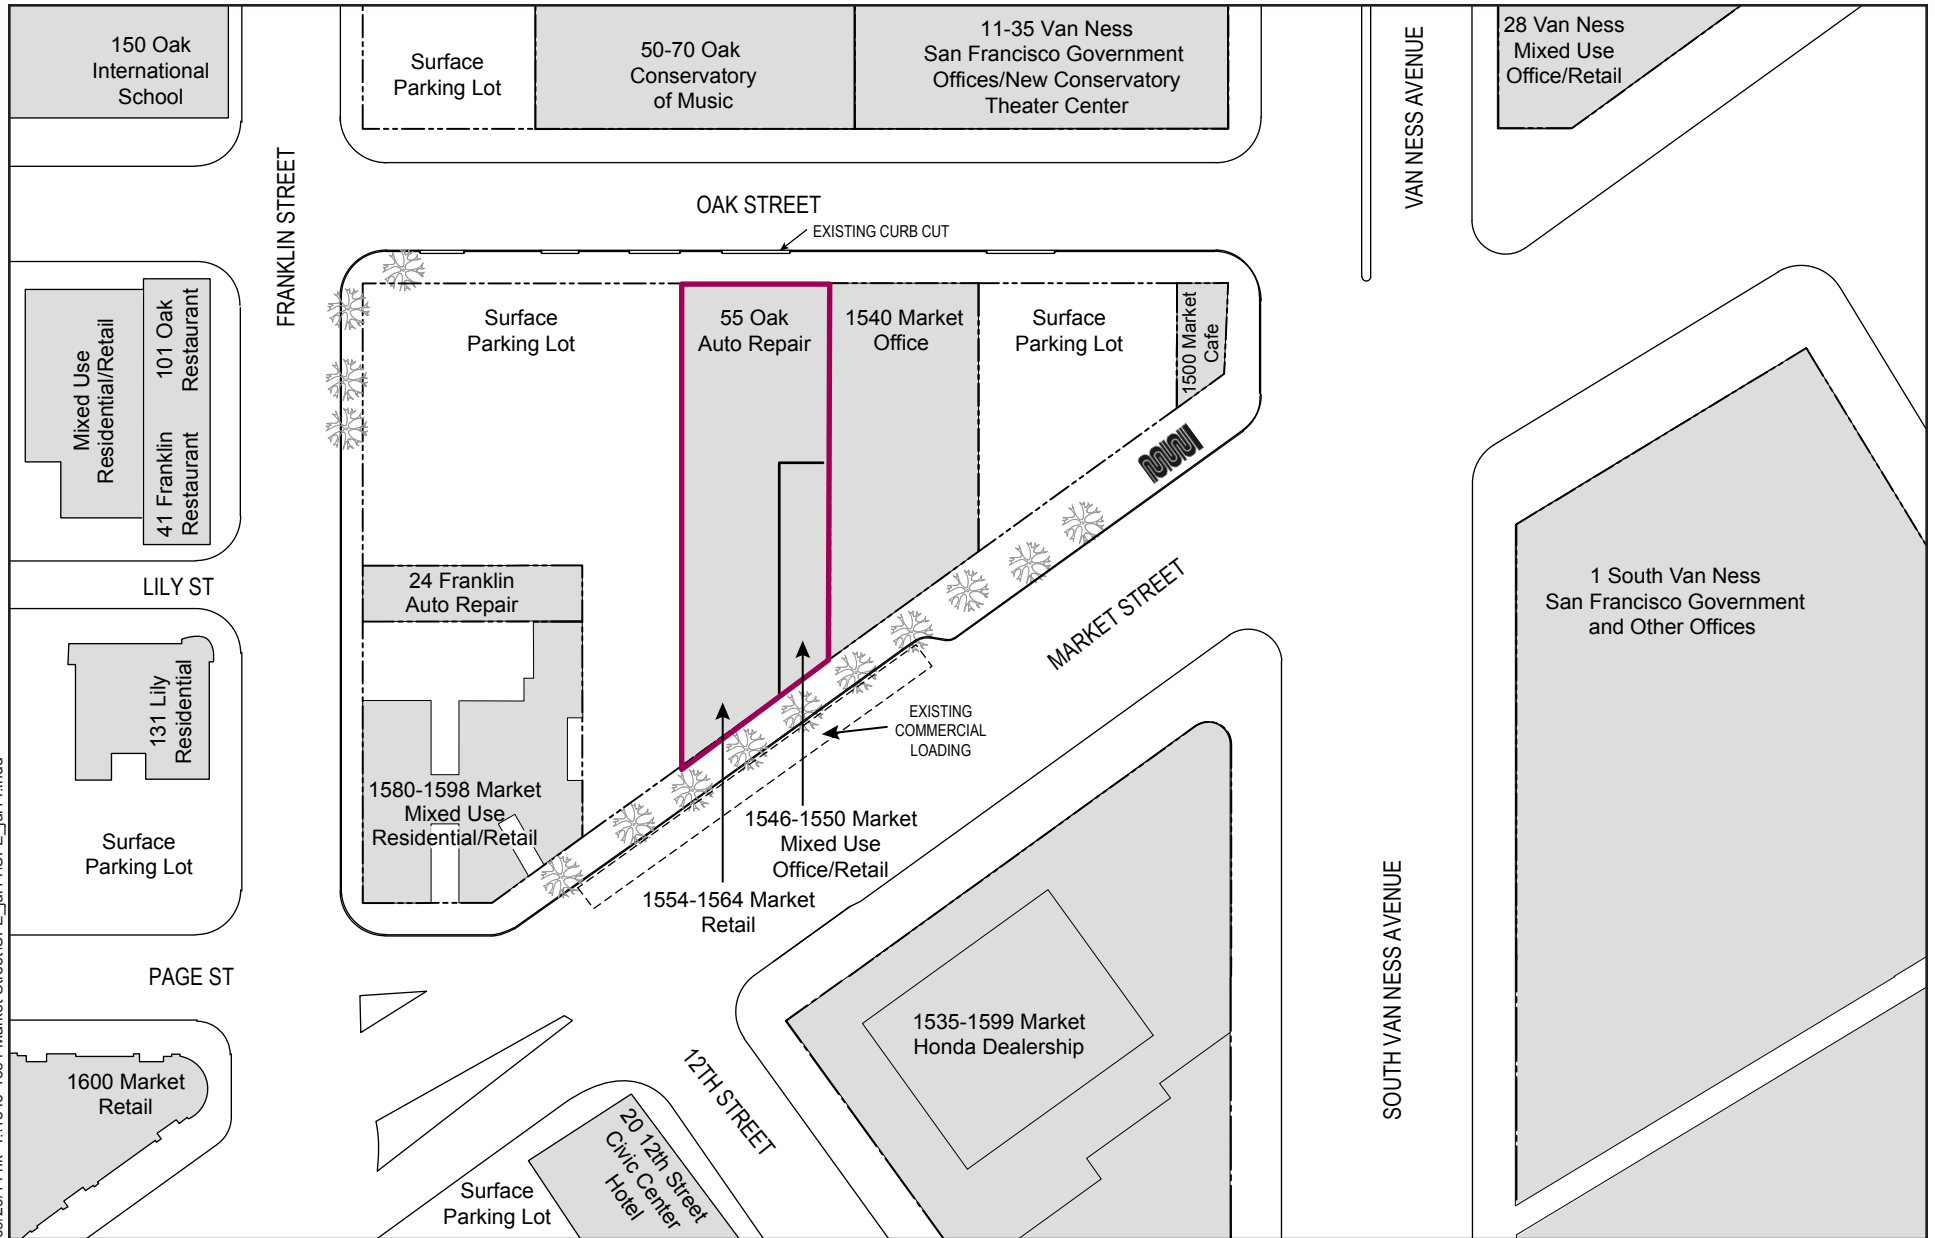 150 Oak
International
School
Surface
Parking Lot
50-70 Oak
Conservatory
of Music
11-35 Van Ness
San Francisco Government
Offices/New Conservatory
Theater Center
VAN NESS AVENUE
28 Van Ness
Mixed Use
Office/Retail
FRANKLIN STREET
OAK STREET
EXISTING CURB CUT
Mixed Use
Residential/Retail
101 Oak
Restaurant
41 Franklin
Restaurant
Surface
Parking Lot
55 Oak
Auto Repair
1540 Market
Office
Surface
Parking Lot
1500 Market
Cafe
MUNI
LILY ST
24 Franklin
Auto Repair
MARKET STREET
1 South Van Ness
San Francisco Government
and Other Offices
131 Lily
Residential
EXISTING
COMMERCIAL
LOADING
1580-1598 Market
Mixed Use
Residential/Retail
1546-1550 Market
Mixed Use
Office/Retail
Surface
Parking Lot
1554-1564 Market
Retail
PAGE ST
SOUTH VAN NESS AVENUE
1535-1599 Market
Honda Dealership
12TH STREET
1600 Market
Retail
20 12th Street
Civic Center
Hotel
Surface
Parking Lot